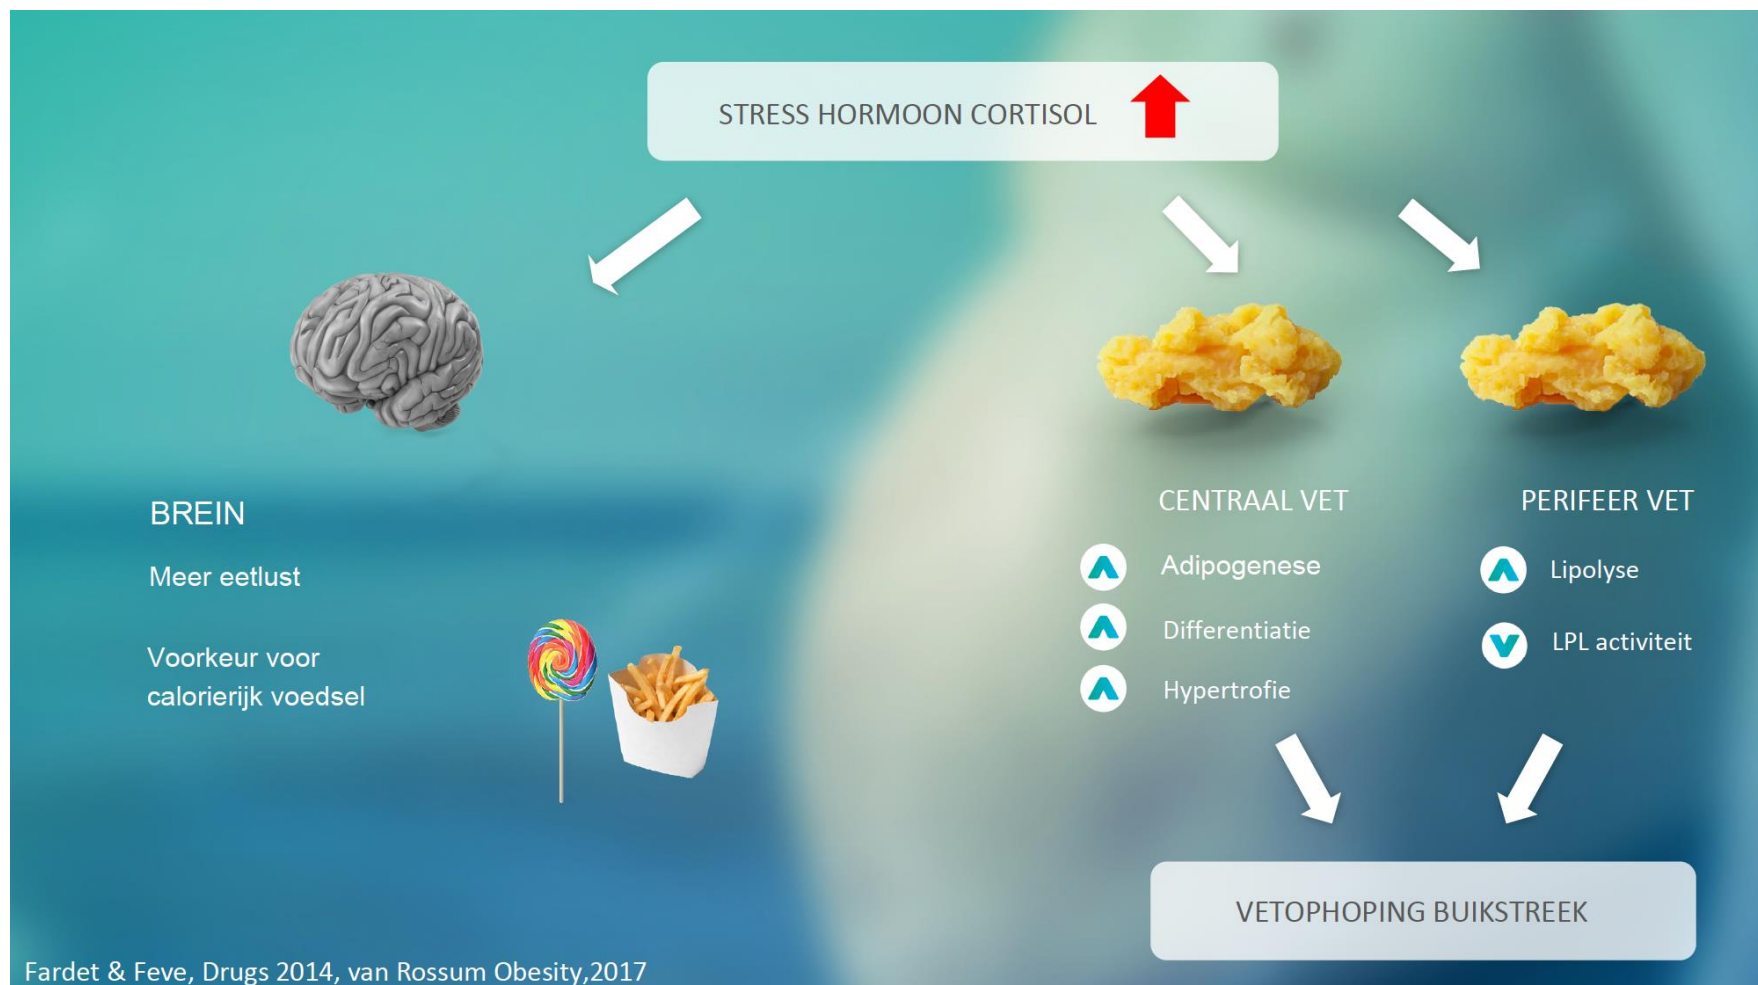 STRESS HORMOON CORTISOL
BREIN
Meer eetlust
Voorkeur voor
calorierijk voedsel
CENTRAAL VET
Adipogenese
Differentiatie
Hypertrofie
PERIFEER VET
Lipolyse
LPL activiteit
VETOPHOPING BUIKSTREEK
Fardet & Feve, Drugs 2014, van Rossum Obesity,2017